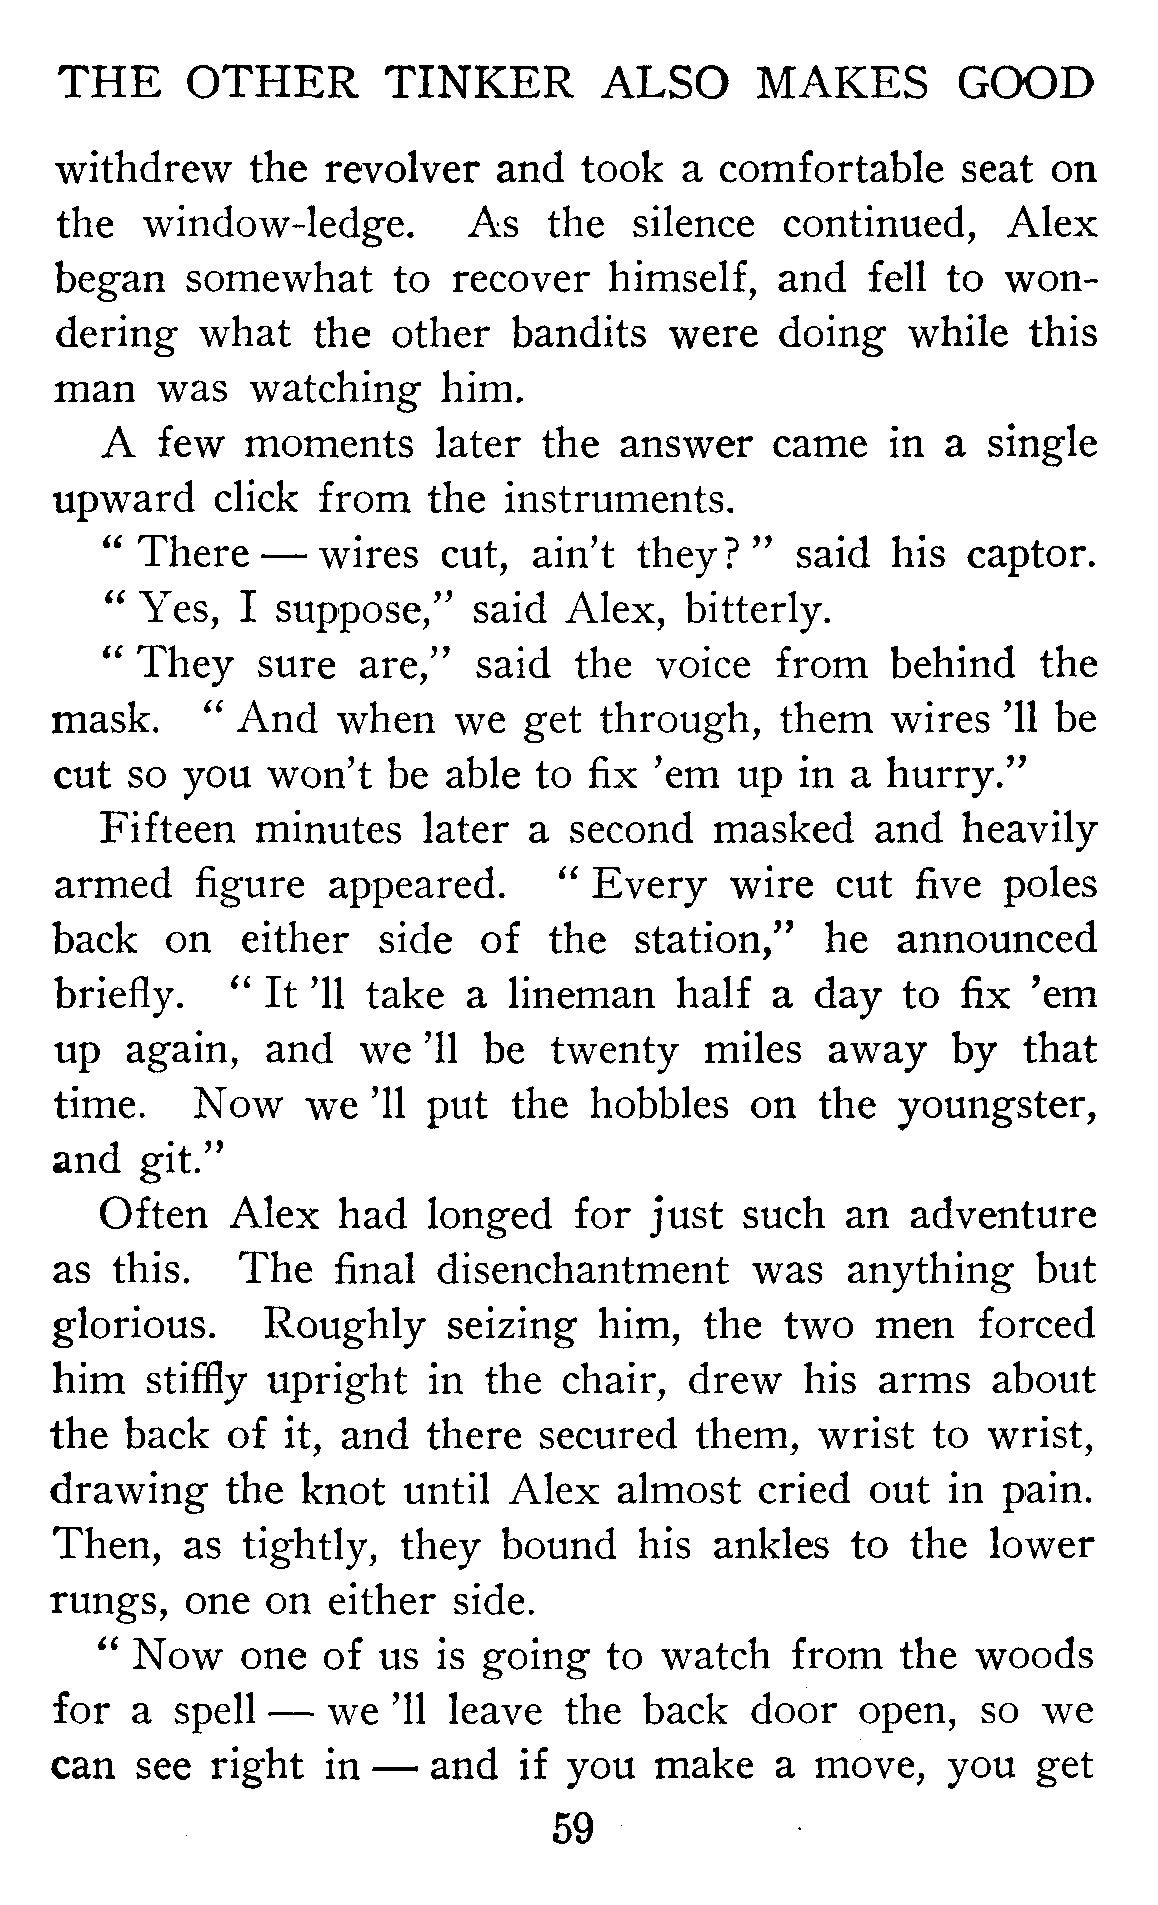 THE OTHER TINKER ALSO MAKES GOOD
withdrew the revolver and took a comfortable seat on
the window-ledge. As the silence continued, Alex
began somewhat to recover himself, and fell to won-
dering what the other bandits were doing while this
man was watching him.
A few moments later the answer came in a single
upward click from the instruments.
“ There — wires cut, ain't they? ” said his captor.
“ Yes, I suppose,” said Alex, bitterly.
“ They sure are,” said the voice from behind the
mask. “ And when we get through, them wires 'll be
cut so you won't be able to fix 'em up in a hurry.”
Fifteen minutes later a second masked and heavily
armed figure appeared. “ Every wire cut five poles
back on either side of the station,” he announced
briefly. “ It 'll take a lineman half a day to fix 'em
up again, and we 'll be twenty miles away by that
time. Now we 'll put the hobbles on the youngster,
and git.”
Often Alex had longed for just such an adventure
as this. The final disenchantment was anything but
glorious. Roughly seizing him, the two men forced
him stiffly upright in the chair, drew his arms about
the back of it, and there secured them, wrist to wrist,
drawing the knot until Alex almost cried out in pain.
Then, as tightly, they bound his ankles to the lower
rungs, one on either side.
“ Now one of us is going to watch from the woods
for a spell — we 'll leave the back door open, so we
can see right in — and if you make a move, you get
59